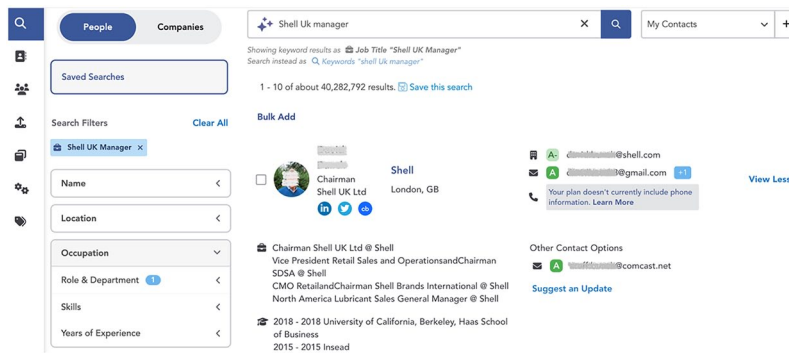 People
Companies
Shell Uk manager
My Contacts
Showing keyword results as Job Title "Shell UK Manager"
Search instead as Keywords "shell Uk manager"
Saved Searches
1 - 10 of about 40,282,792 results. Save this search
Search Filters
Clear All
Bulk Add
Shell UK Manager ×
Name
Location
Occupation
Role & Department 1
Skills
Years of Experience
Chairman
Shell UK Ltd
in
cb
Shell
London, GB
A- @shell.com
A @gmail.com +1
Your plan doesn't currently include phone
information. Learn More
View Less
Chairman Shell UK Ltd @ Shell
Vice President Retail Sales and OperationsandChairman
SDSA @ Shell
CMO RetailandChairman Shell Brands International @ Shell
North America Lubricant Sales General Manager @ Shell
2018 - 2018 University of California, Berkeley, Haas School
of Business
2015 - 2015 Insead
Other Contact Options
A @comcast.net
Suggest an Update